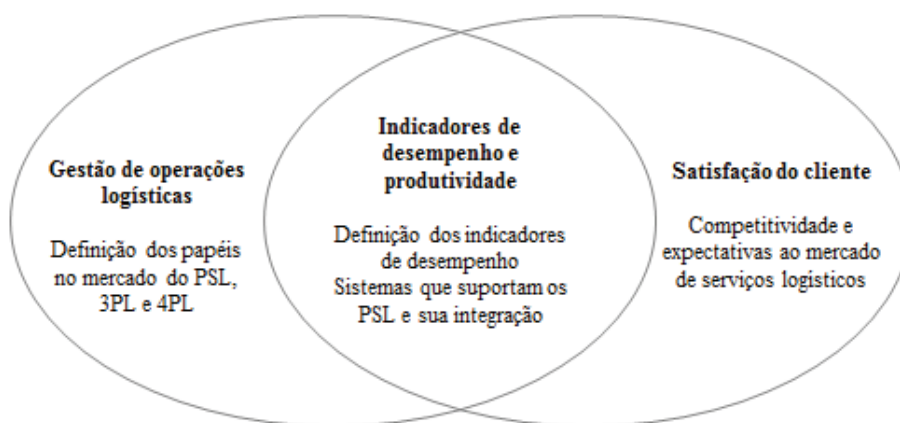 Gestão de operações
logísticas
Definição dos papéis
no mercado do PSL,
3PL e 4PL
Indicadores de
desempenho e
produtividade
Definição dos indicadores
de desempenho
Sistemas que suportam os
PSL e sua integração
Satisfação do cliente
Competitividade e
expectativas ao mercado
de serviços logísticos